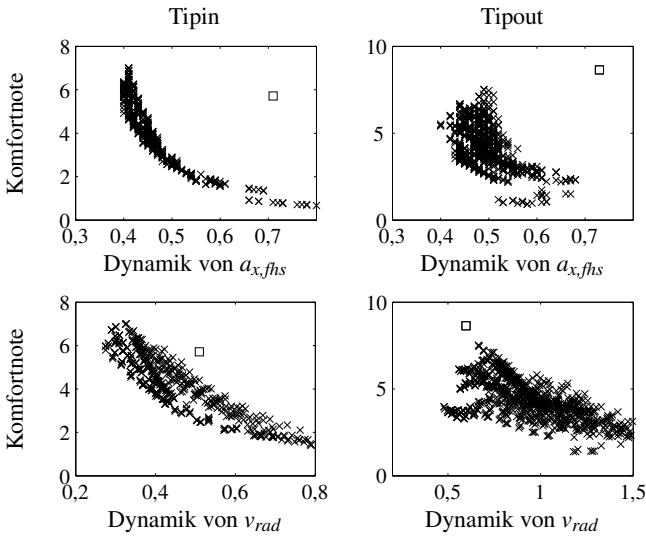 Tipin Tipout
Komfortnote
8
6
4
2
0
0,3 0,4 0,5 0,6 0,7
Dynamik von a_x,fhs
10
5
0
0,3 0,4 0,5 0,6 0,7
Dynamik von a_x,fhs
Komfortnote
8
6
4
2
0
0,2 0,4 0,6 0,8
Dynamik von v_rad
10
5
0
0,5 1 1,5
Dynamik von v_rad